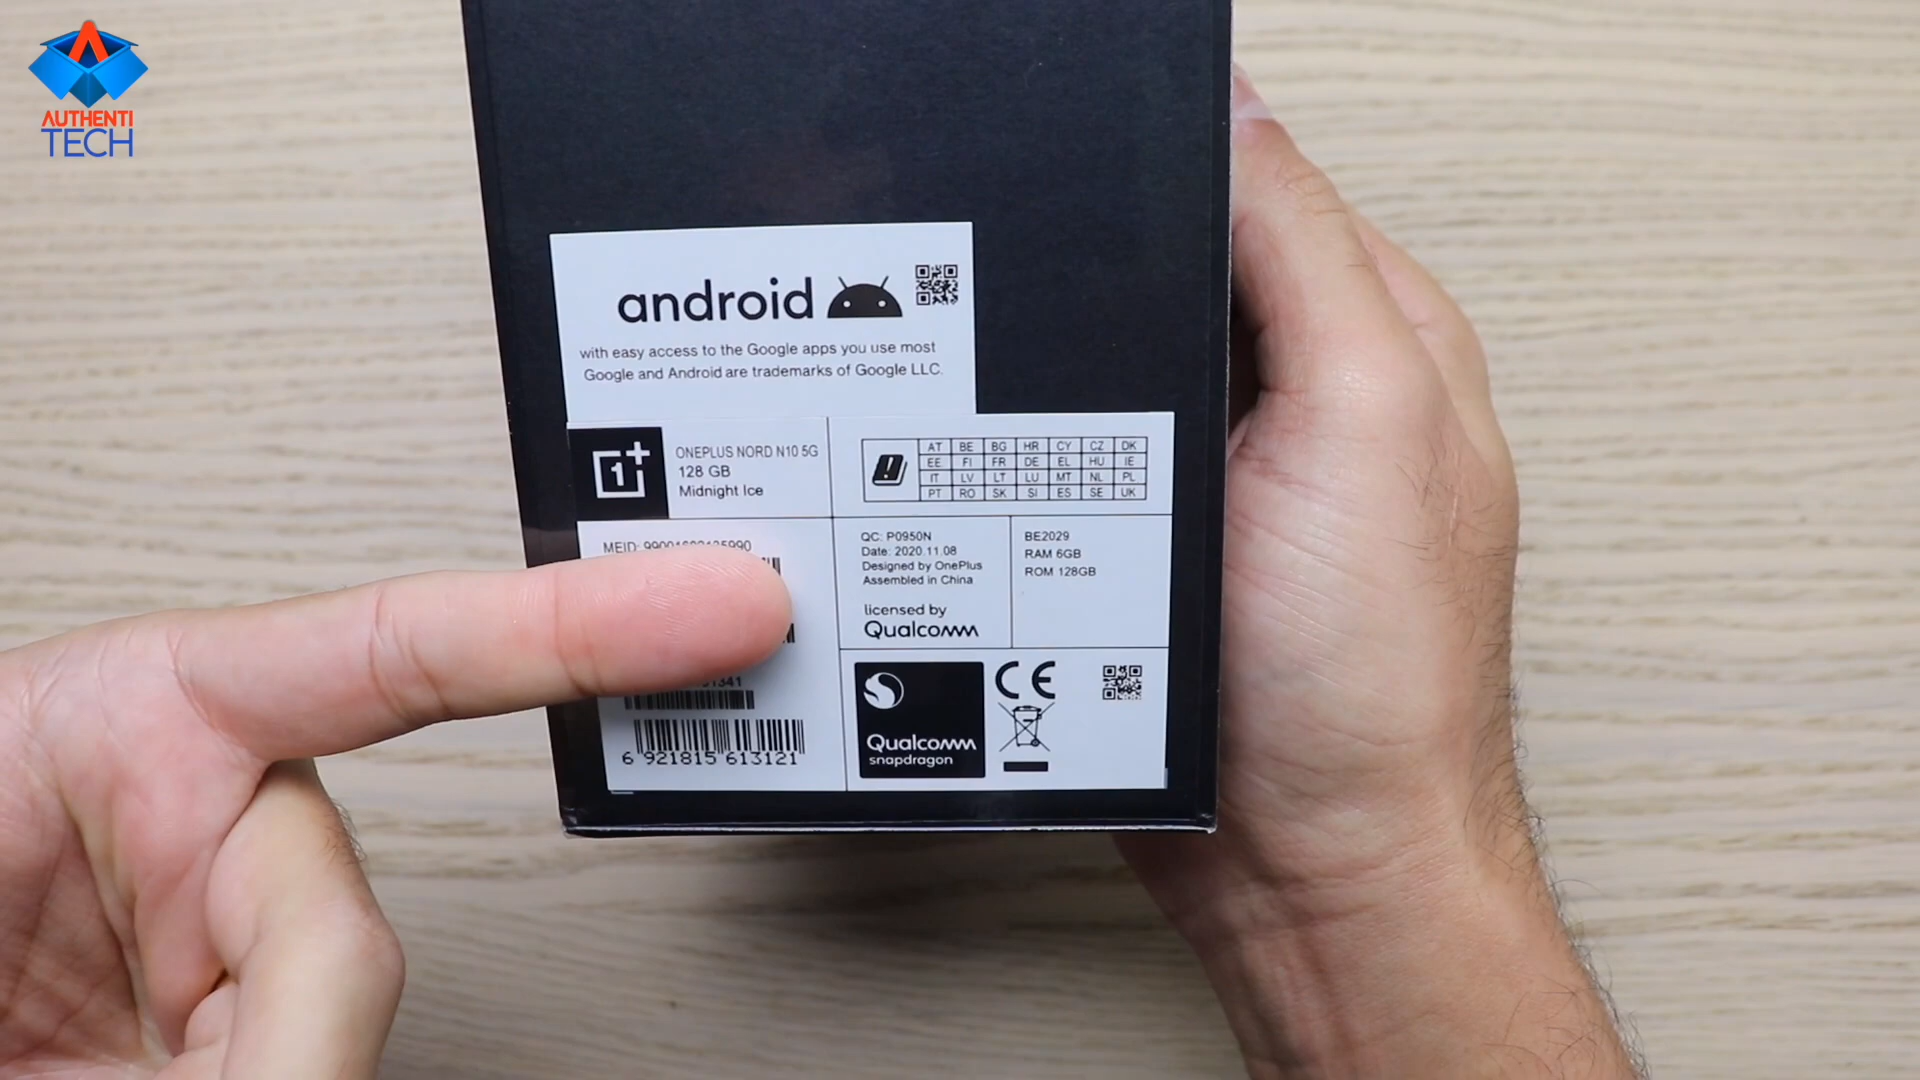 AUTHENTI
TECH
android
with easy access to the Google apps you use most
Google and Android are trademarks of Google LLC.
1+
ONEPLUS NORD N10 5G
128 GB
Midnight Ice
AT BE BG HR CY CZ DK
EE FI FR DE EL HU IE
IT LV LT LU MT NL PL
PT RO SK SI ES SE UK
MEID:
QC: P0950N
Date: 2020.11.08
Designed by OnePlus
Assembled in China
licensed by
Qualcomm
BE2029
RAM 6GB
ROM 128GB
6 921815 613121
Qualcomm
snapdragon
CE